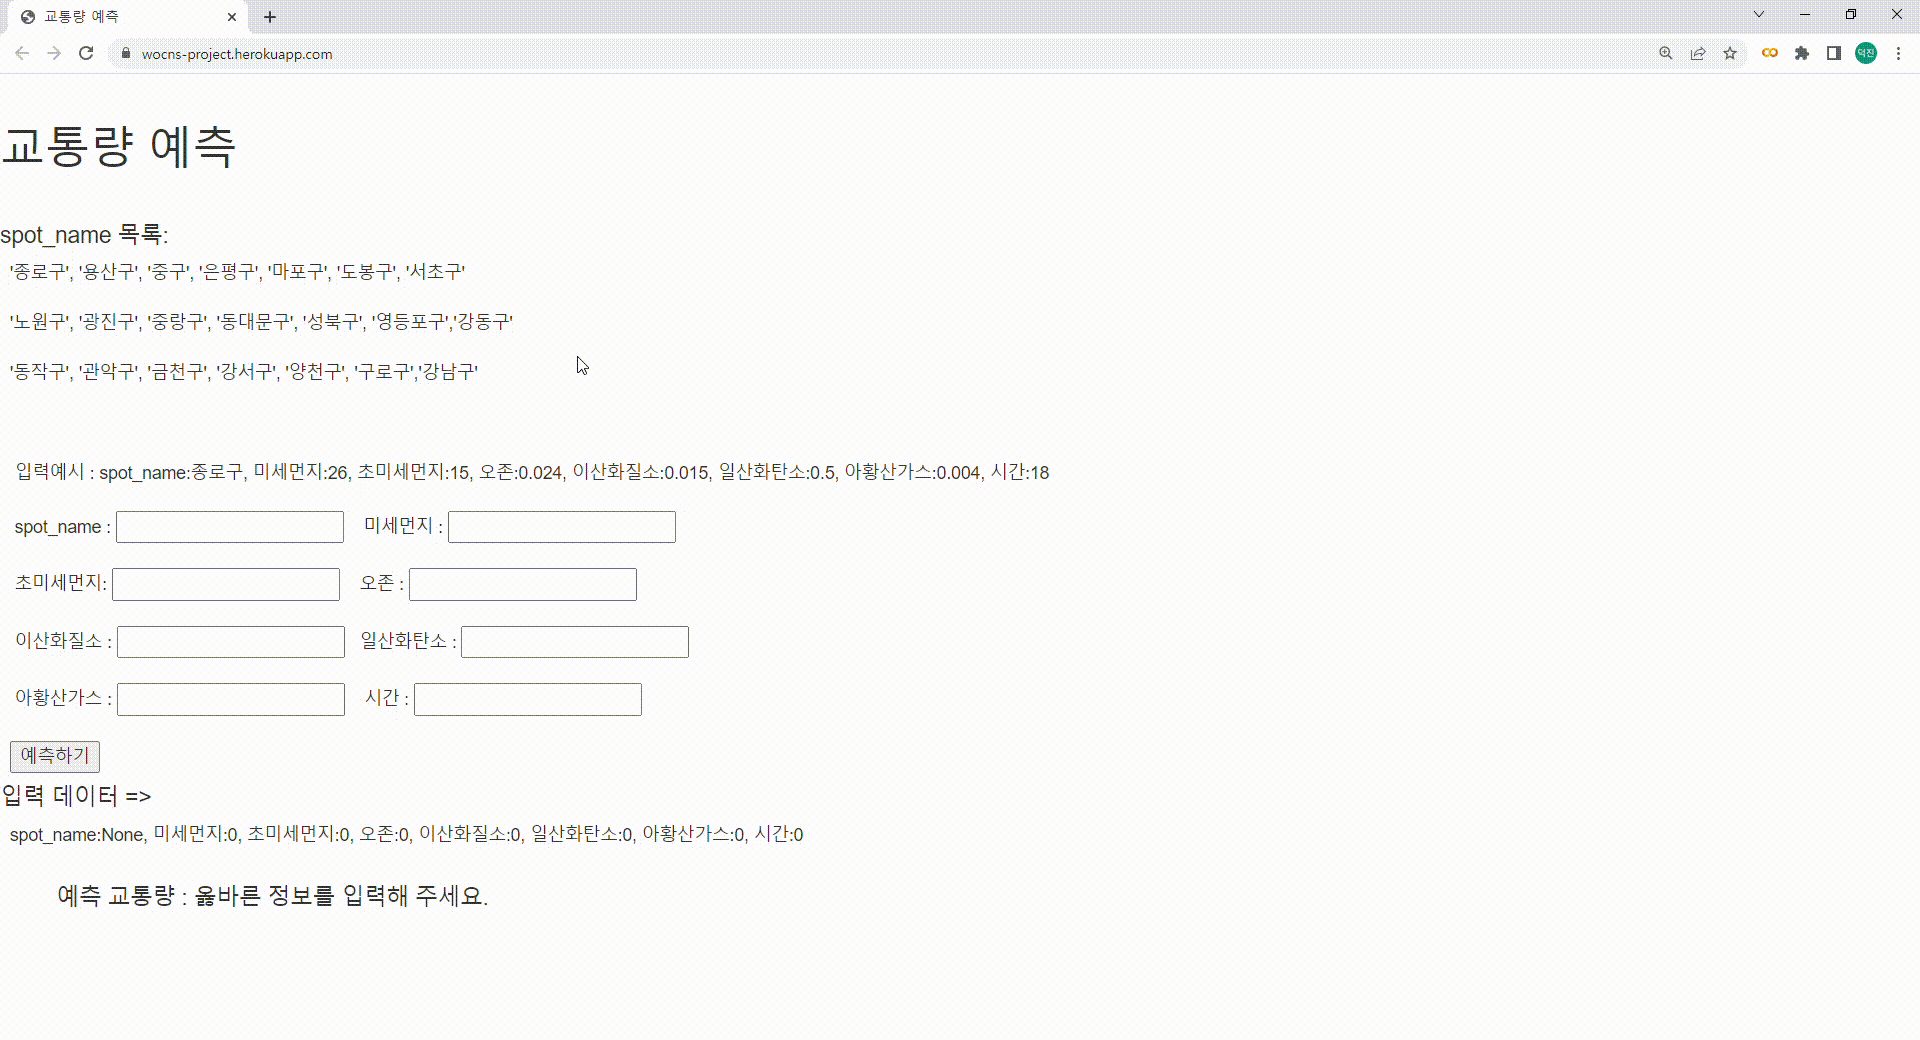 교통량 예측
wocns-project.herokuapp.com
덕진
교통량 예측
spot_name 목록:
'종로구', '용산구', '중구', '은평구', '마포구', '도봉구', '서초구'
'노원구', '광진구', '중랑구', '동대문구', '성북구', '영등포구','강동구'
'동작구', '관악구', '금천구', '강서구', '양천구', '구로구','강남구'
입력예시 : spot_name:종로구, 미세먼지:26, 초미세먼지:15, 오존:0.024, 이산화질소:0.015, 일산화탄소:0.5, 아황산가스:0.004, 시간:18
spot_name : 미세먼지 :
초미세먼지: 오존 :
이산화질소 : 일산화탄소 :
아황산가스 : 시간 :
예측하기
입력 데이터 =>
spot_name:None, 미세먼지:0, 초미세먼지:0, 오존:0, 이산화질소:0, 일산화탄소:0, 아황산가스:0, 시간:0
예측 교통량 : 옳바른 정보를 입력해 주세요.